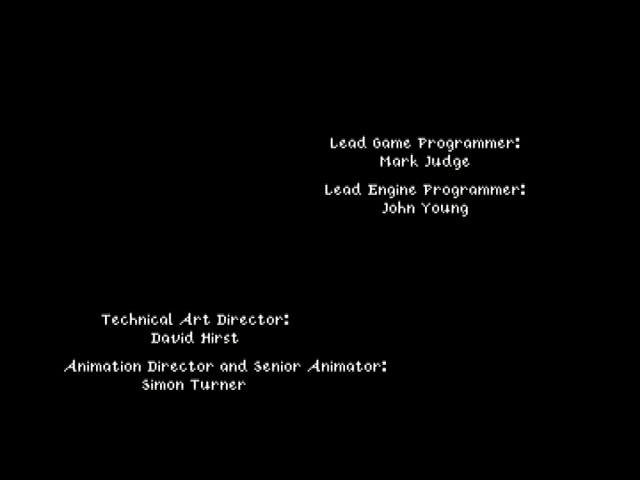 Lead Game Programmer:
Mark Judge
Lead Engine Programmer:
John Young
Technical Art Director:
David Hirst
Animation Director and Senior Animator:
Simon Turner